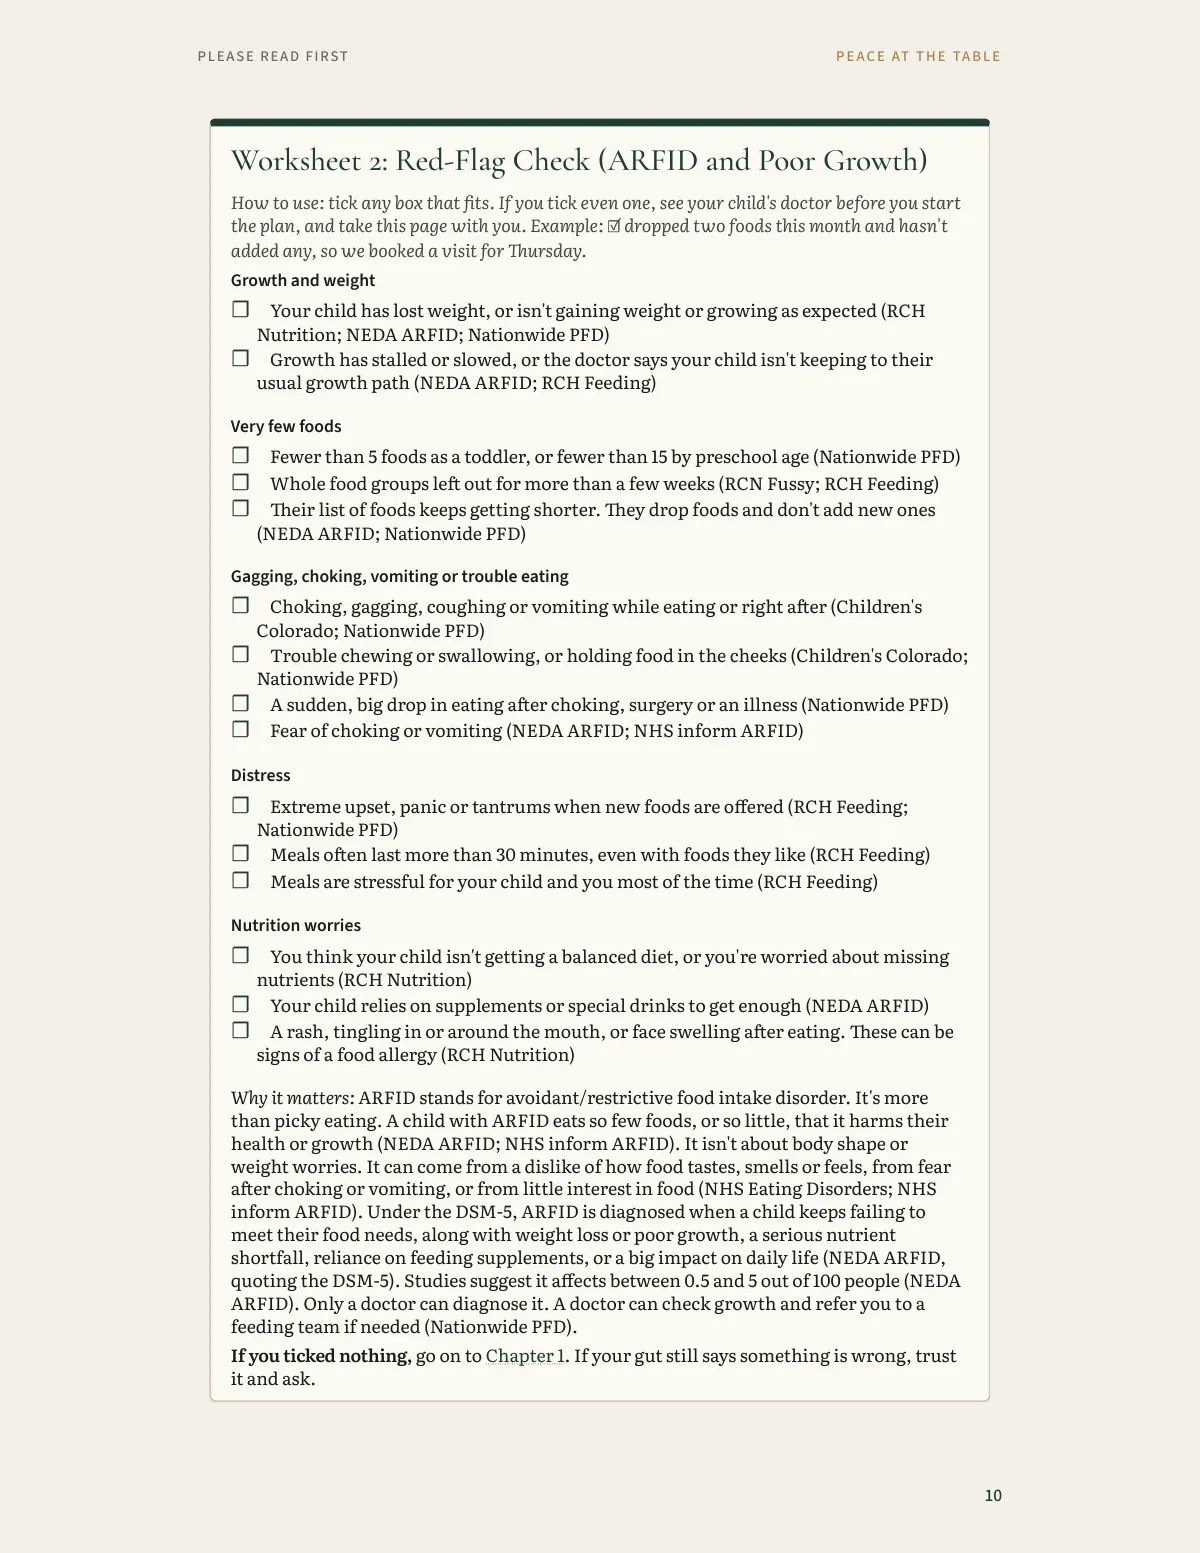 PLEASE READ FIRST
PEACE AT THE TABLE
Worksheet 2: Red-Flag Check (ARFID and Poor Growth)
How to use: tick any box that fits. If you tick even one, see your child's doctor before you start
the plan, and take this page with you. Example: ☑ dropped two foods this month and hasn't
added any, so we booked a visit for Thursday.
Growth and weight
❒ Your child has lost weight, or isn't gaining weight or growing as expected (RCH
Nutrition; NEDA ARFID; Nationwide PFD)
❒ Growth has stalled or slowed, or the doctor says your child isn't keeping to their
usual growth path (NEDA ARFID; RCH Feeding)
Very few foods
❒ Fewer than 5 foods as a toddler, or fewer than 15 by preschool age (Nationwide PFD)
❒ Whole food groups left out for more than a few weeks (RCN Fussy; RCH Feeding)
❒ Their list of foods keeps getting shorter. They drop foods and don't add new ones
(NEDA ARFID; Nationwide PFD)
Gagging, choking, vomiting or trouble eating
❒ Choking, gagging, coughing or vomiting while eating or right after (Children's
Colorado; Nationwide PFD)
❒ Trouble chewing or swallowing, or holding food in the cheeks (Children's Colorado;
Nationwide PFD)
❒ A sudden, big drop in eating after choking, surgery or an illness (Nationwide PFD)
❒ Fear of choking or vomiting (NEDA ARFID; NHS inform ARFID)
Distress
❒ Extreme upset, panic or tantrums when new foods are offered (RCH Feeding;
Nationwide PFD)
❒ Meals often last more than 30 minutes, even with foods they like (RCH Feeding)
❒ Meals are stressful for your child and you most of the time (RCH Feeding)
Nutrition worries
❒ You think your child isn't getting a balanced diet, or you're worried about missing
nutrients (RCH Nutrition)
❒ Your child relies on supplements or special drinks to get enough (NEDA ARFID)
❒ A rash, tingling in or around the mouth, or face swelling after eating. These can be
signs of a food allergy (RCH Nutrition)
Why it matters: ARFID stands for avoidant/restrictive food intake disorder. It's more
than picky eating. A child with ARFID eats so few foods, or so little, that it harms their
health or growth (NEDA ARFID; NHS inform ARFID). It isn't about body shape or
weight worries. It can come from a dislike of how food tastes, smells or feels, from fear
after choking or vomiting, or from little interest in food (NHS Eating Disorders; NHS
inform ARFID). Under the DSM-5, ARFID is diagnosed when a child keeps failing to
meet their food needs, along with weight loss or poor growth, a serious nutrient
shortfall, reliance on feeding supplements, or a big impact on daily life (NEDA ARFID,
quoting the DSM-5). Studies suggest it affects between 0.5 and 5 out of 100 people (NEDA
ARFID). Only a doctor can diagnose it. A doctor can check growth and refer you to a
feeding team if needed (Nationwide PFD).
If you ticked nothing, go on to Chapter 1. If your gut still says something is wrong, trust
it and ask.
10